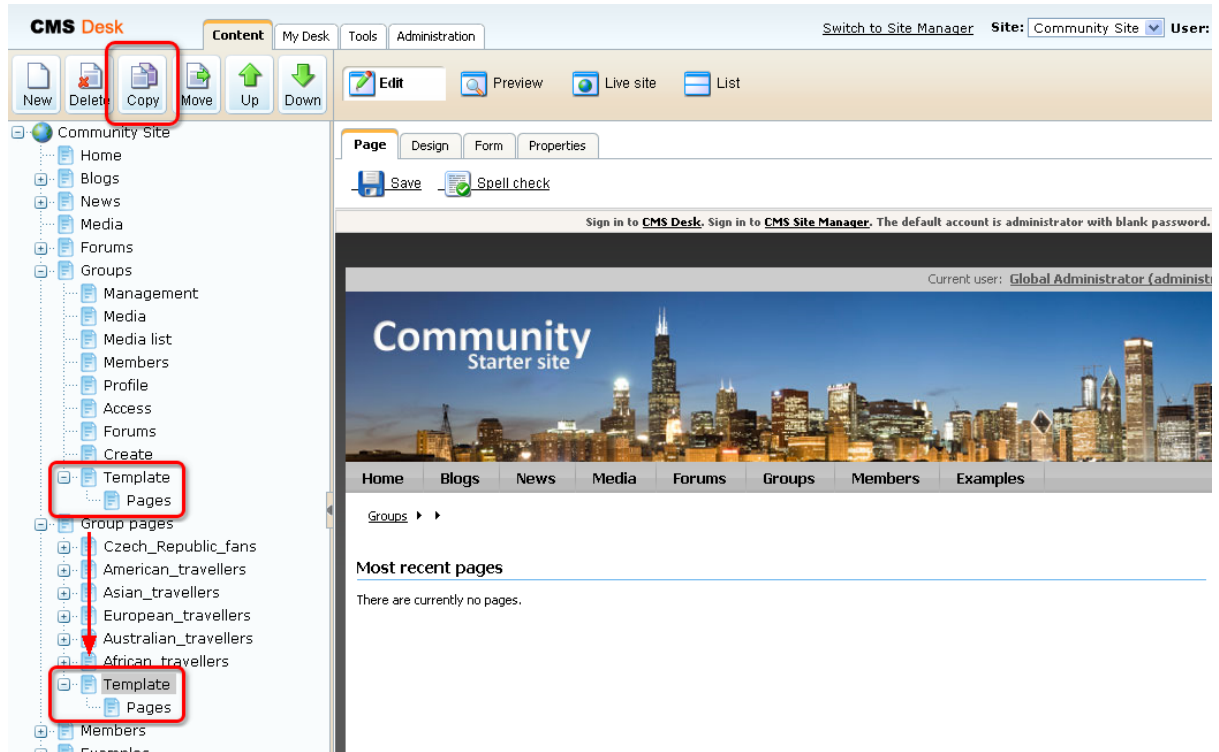 CMS Desk
Content
My Desk
Tools
Administration
Switch to Site Manager
Site:
Community Site
User:
New
Delete
Copy
Move
Up
Down
Edit
Preview
Live site
List
Community Site
Home
Blogs
News
Media
Forums
Groups
Management
Media
Media list
Members
Profile
Access
Forums
Create
Template
Pages
Group pages
Czech_Republic_fans
American_travellers
Asian_travellers
European_travellers
Australian_travellers
African_travellers
Template
Pages
Members
Examples
Page
Design
Form
Properties
Save
Spell check
Sign in to CMS Desk. Sign in to CMS Site Manager. The default account is administrator with blank password.
Current user: Global Administrator (administ
Community
Starter site
Home
Blogs
News
Media
Forums
Groups
Members
Examples
Groups
Most recent pages
There are currently no pages.